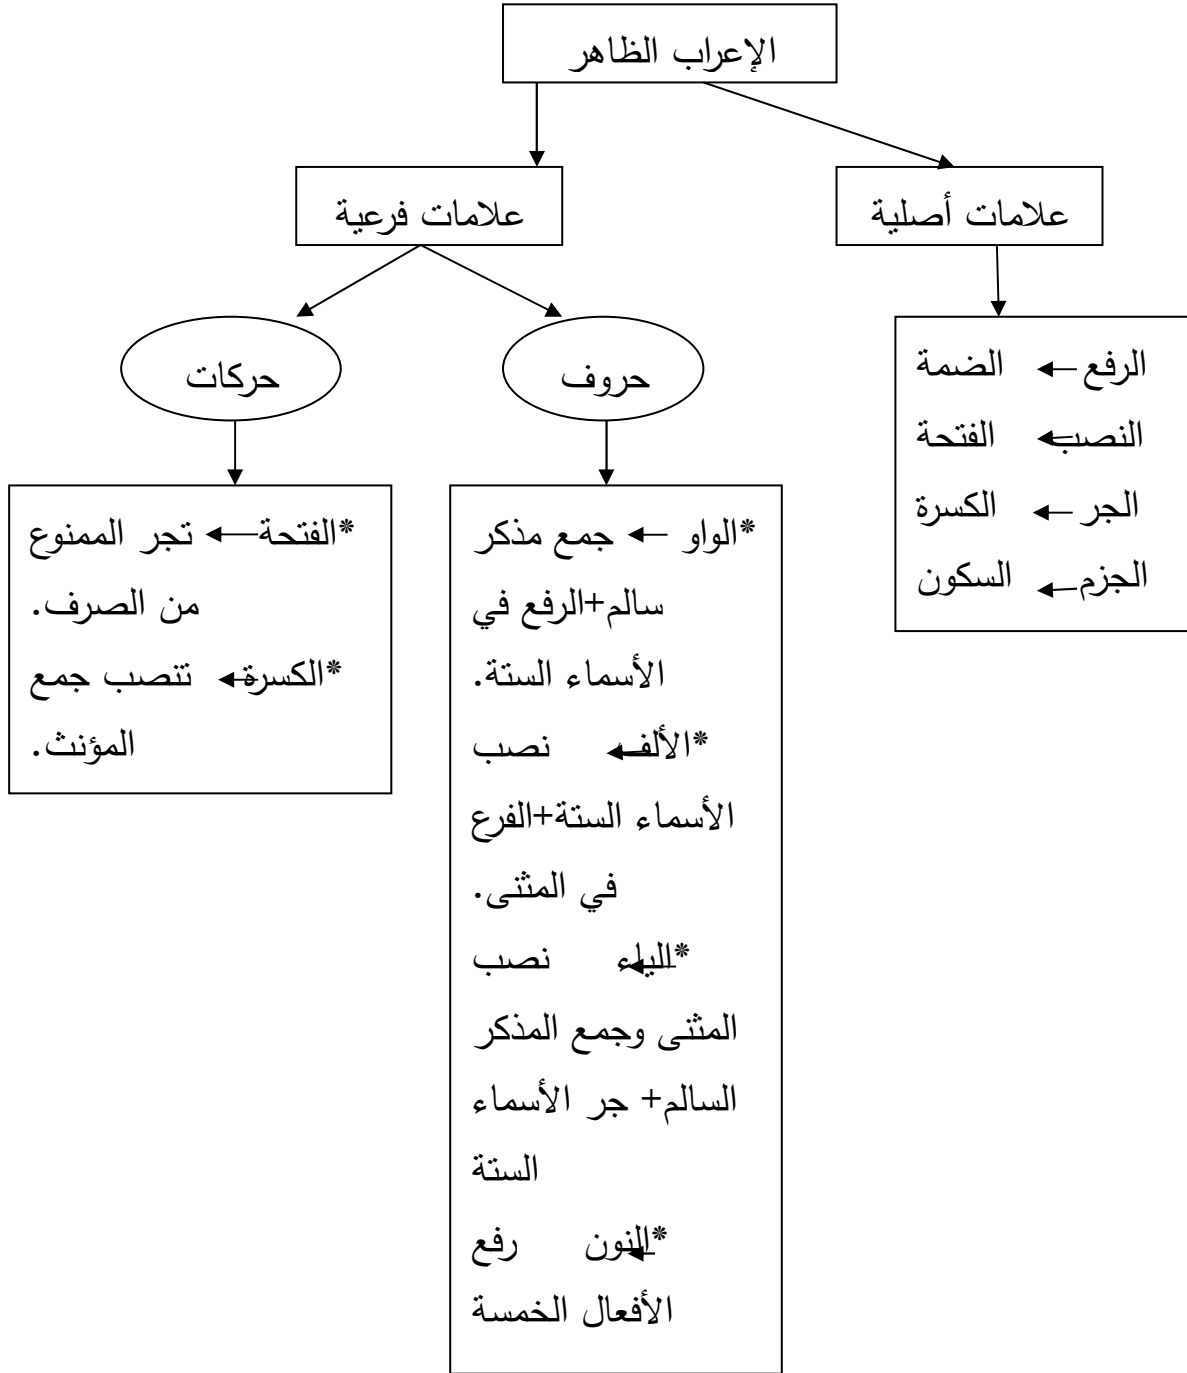 الإعراب الظاهر
علامات أصلية
علامات فرعية
الرفع ← الضمة
النصب ← الفتحة
الجر ← الكسرة
الجزم ← السكون
حروف
حركات
*الواو ← جمع مذكر
سالم+الرفع في
الأسماء الستة.
*الألف ← نصب
الأسماء الستة+الفرع
في المثنى.
*الياء ← نصب
المثنى وجمع المذكر
السالم+ جر الأسماء
الستة
*النون ← رفع
الأفعال الخمسة
*الفتحة ← تجر الممنوع
من الصرف.
*الكسرة ← تنصب جمع
المؤنث.